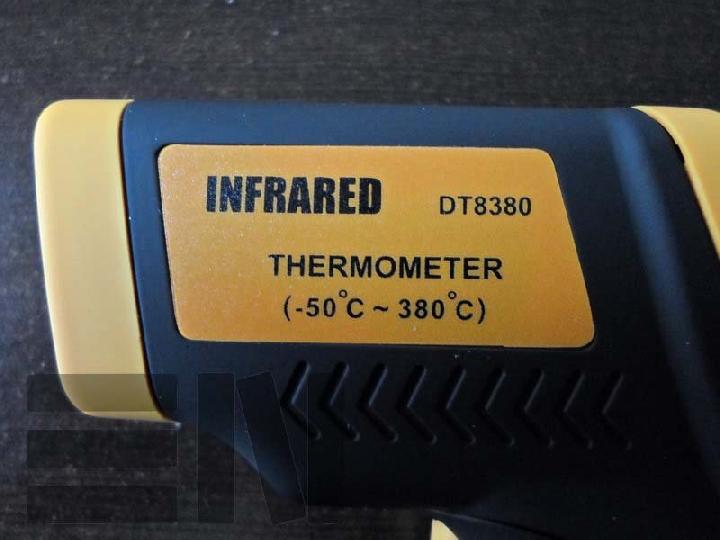 INFRARED DT8380
THERMOMETER
(-50°C ~ 380°C)